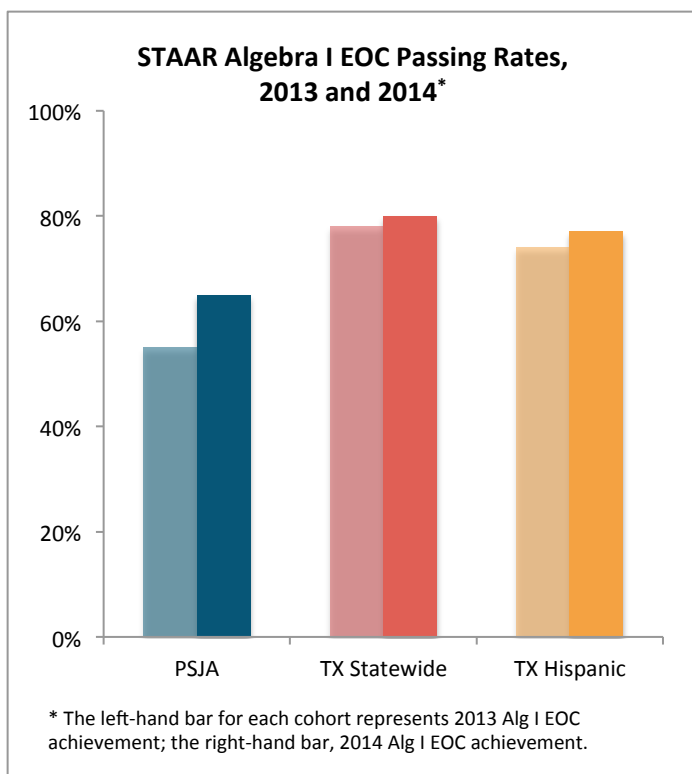 STAAR Algebra I EOC Passing Rates,
2013 and 2014*
100%
80%
60%
40%
20%
0%
PSJA TX Statewide TX Hispanic
* The left-hand bar for each cohort represents 2013 Alg I EOC
achievement; the right-hand bar, 2014 Alg I EOC achievement.